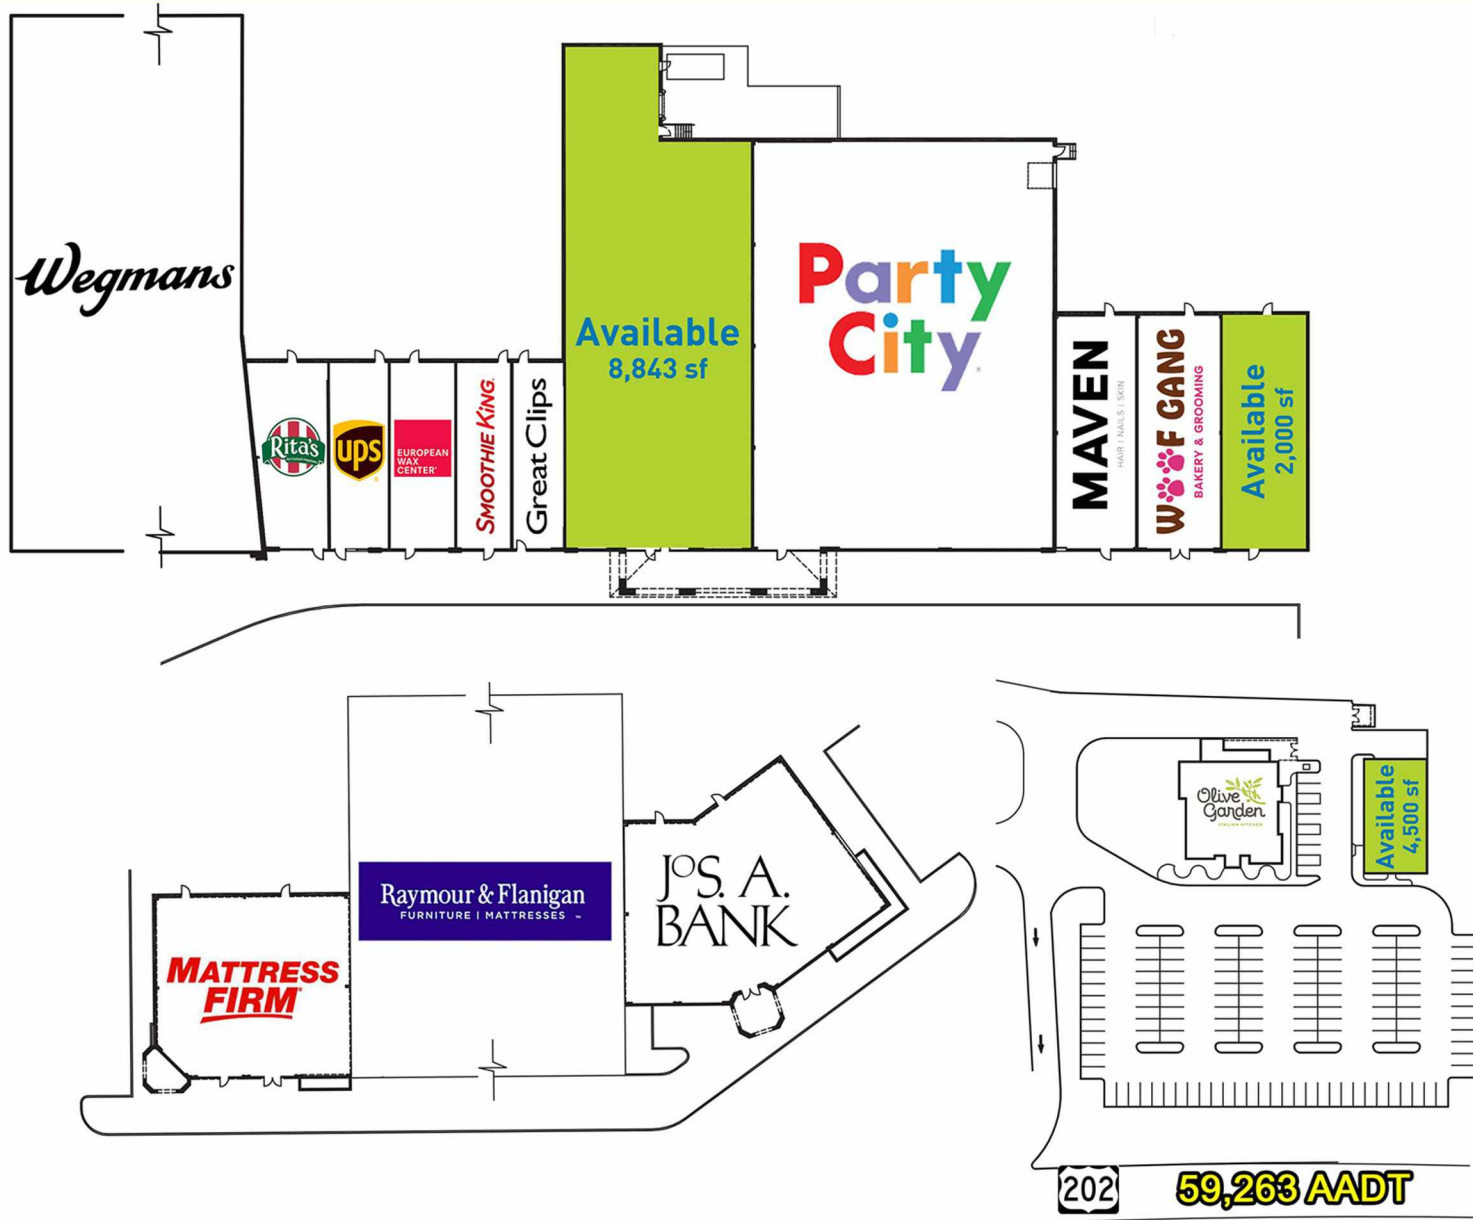 Wegmans
Rita's
ups
EUROPEAN
WAX
CENTER
SMOOTHIE KING
Great Clips
Available
8,843 sf
Party
City
MAVEN
HAIR | NAILS | SKIN
WOOF GANG
BAKERY & GROOMING
Available
2,000 sf
MATTRESS
FIRM
Raymour & Flanigan
FURNITURE | MATTRESSES
JOS. A.
BANK
Olive
Garden
ITALIAN KITCHEN
Available
4,500 sf
202
59,263 AADT